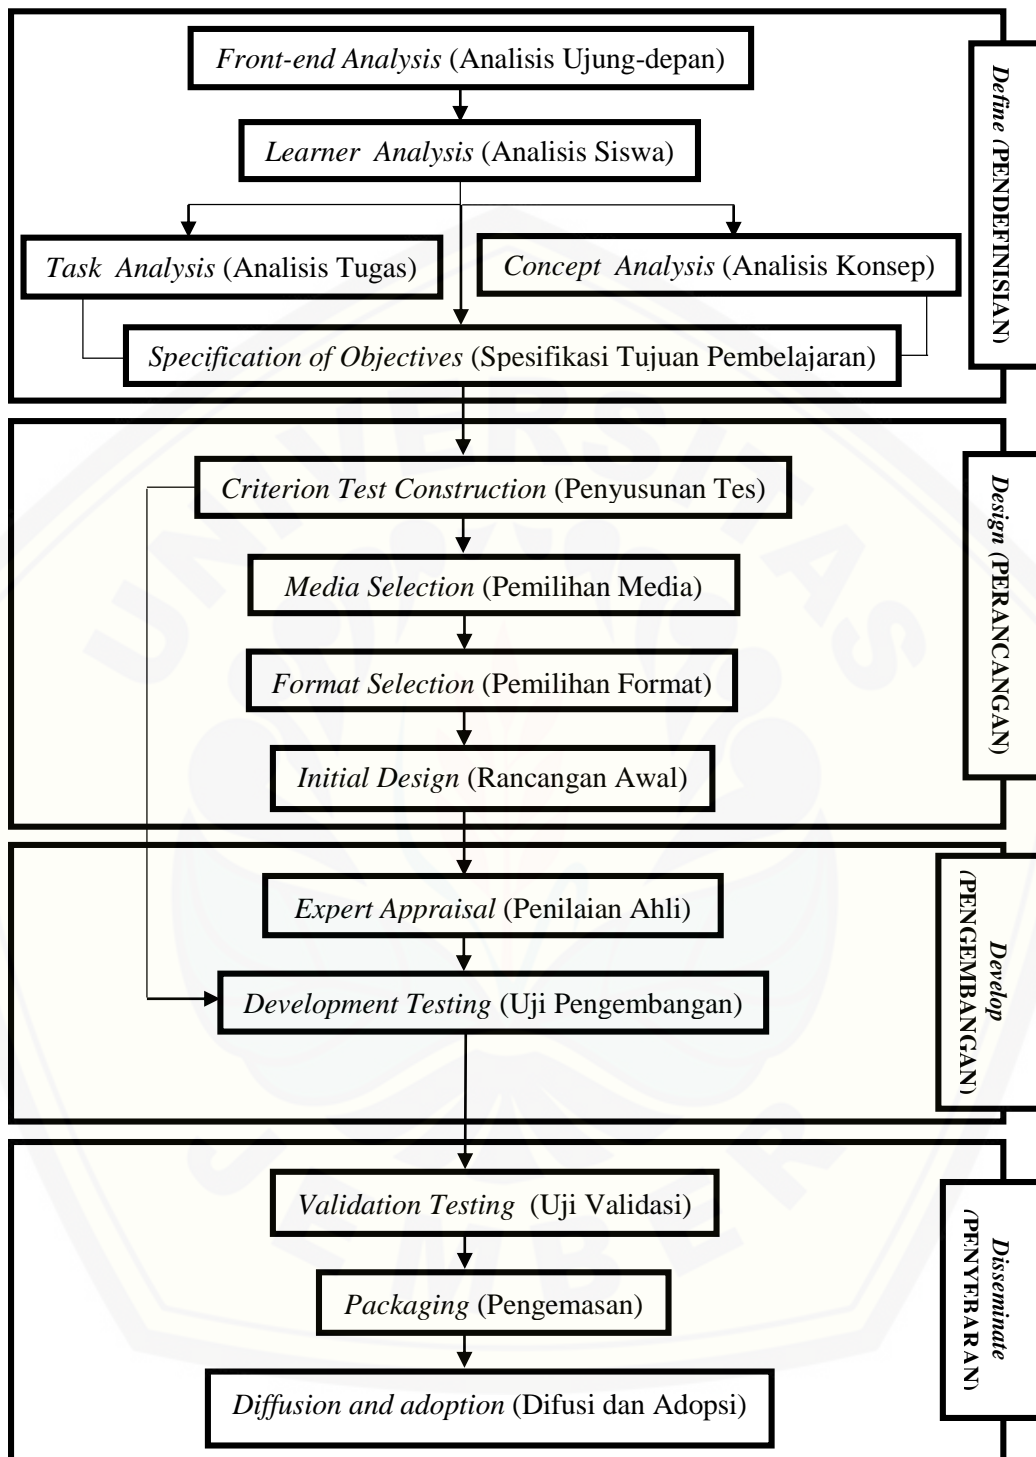 Front-end Analysis (Analisis Ujung-depan)
Learner Analysis (Analisis Siswa)
Task Analysis (Analisis Tugas)
Concept Analysis (Analisis Konsep)
Specification of Objectives (Spesifikasi Tujuan Pembelajaran)
Define (PENDEFINISIAN)
Criterion Test Construction (Penyusunan Tes)
Media Selection (Pemilihan Media)
Format Selection (Pemilihan Format)
Initial Design (Rancangan Awal)
Design (PERANCANGAN)
Expert Appraisal (Penilaian Ahli)
Development Testing (Uji Pengembangan)
Develop
(PENGEMBANGAN)
Validation Testing (Uji Validasi)
Packaging (Pengemasan)
Diffusion and adoption (Difusi dan Adopsi)
Disseminate
(PENYEBARAN)
UNIVERSITAS
JEMBER